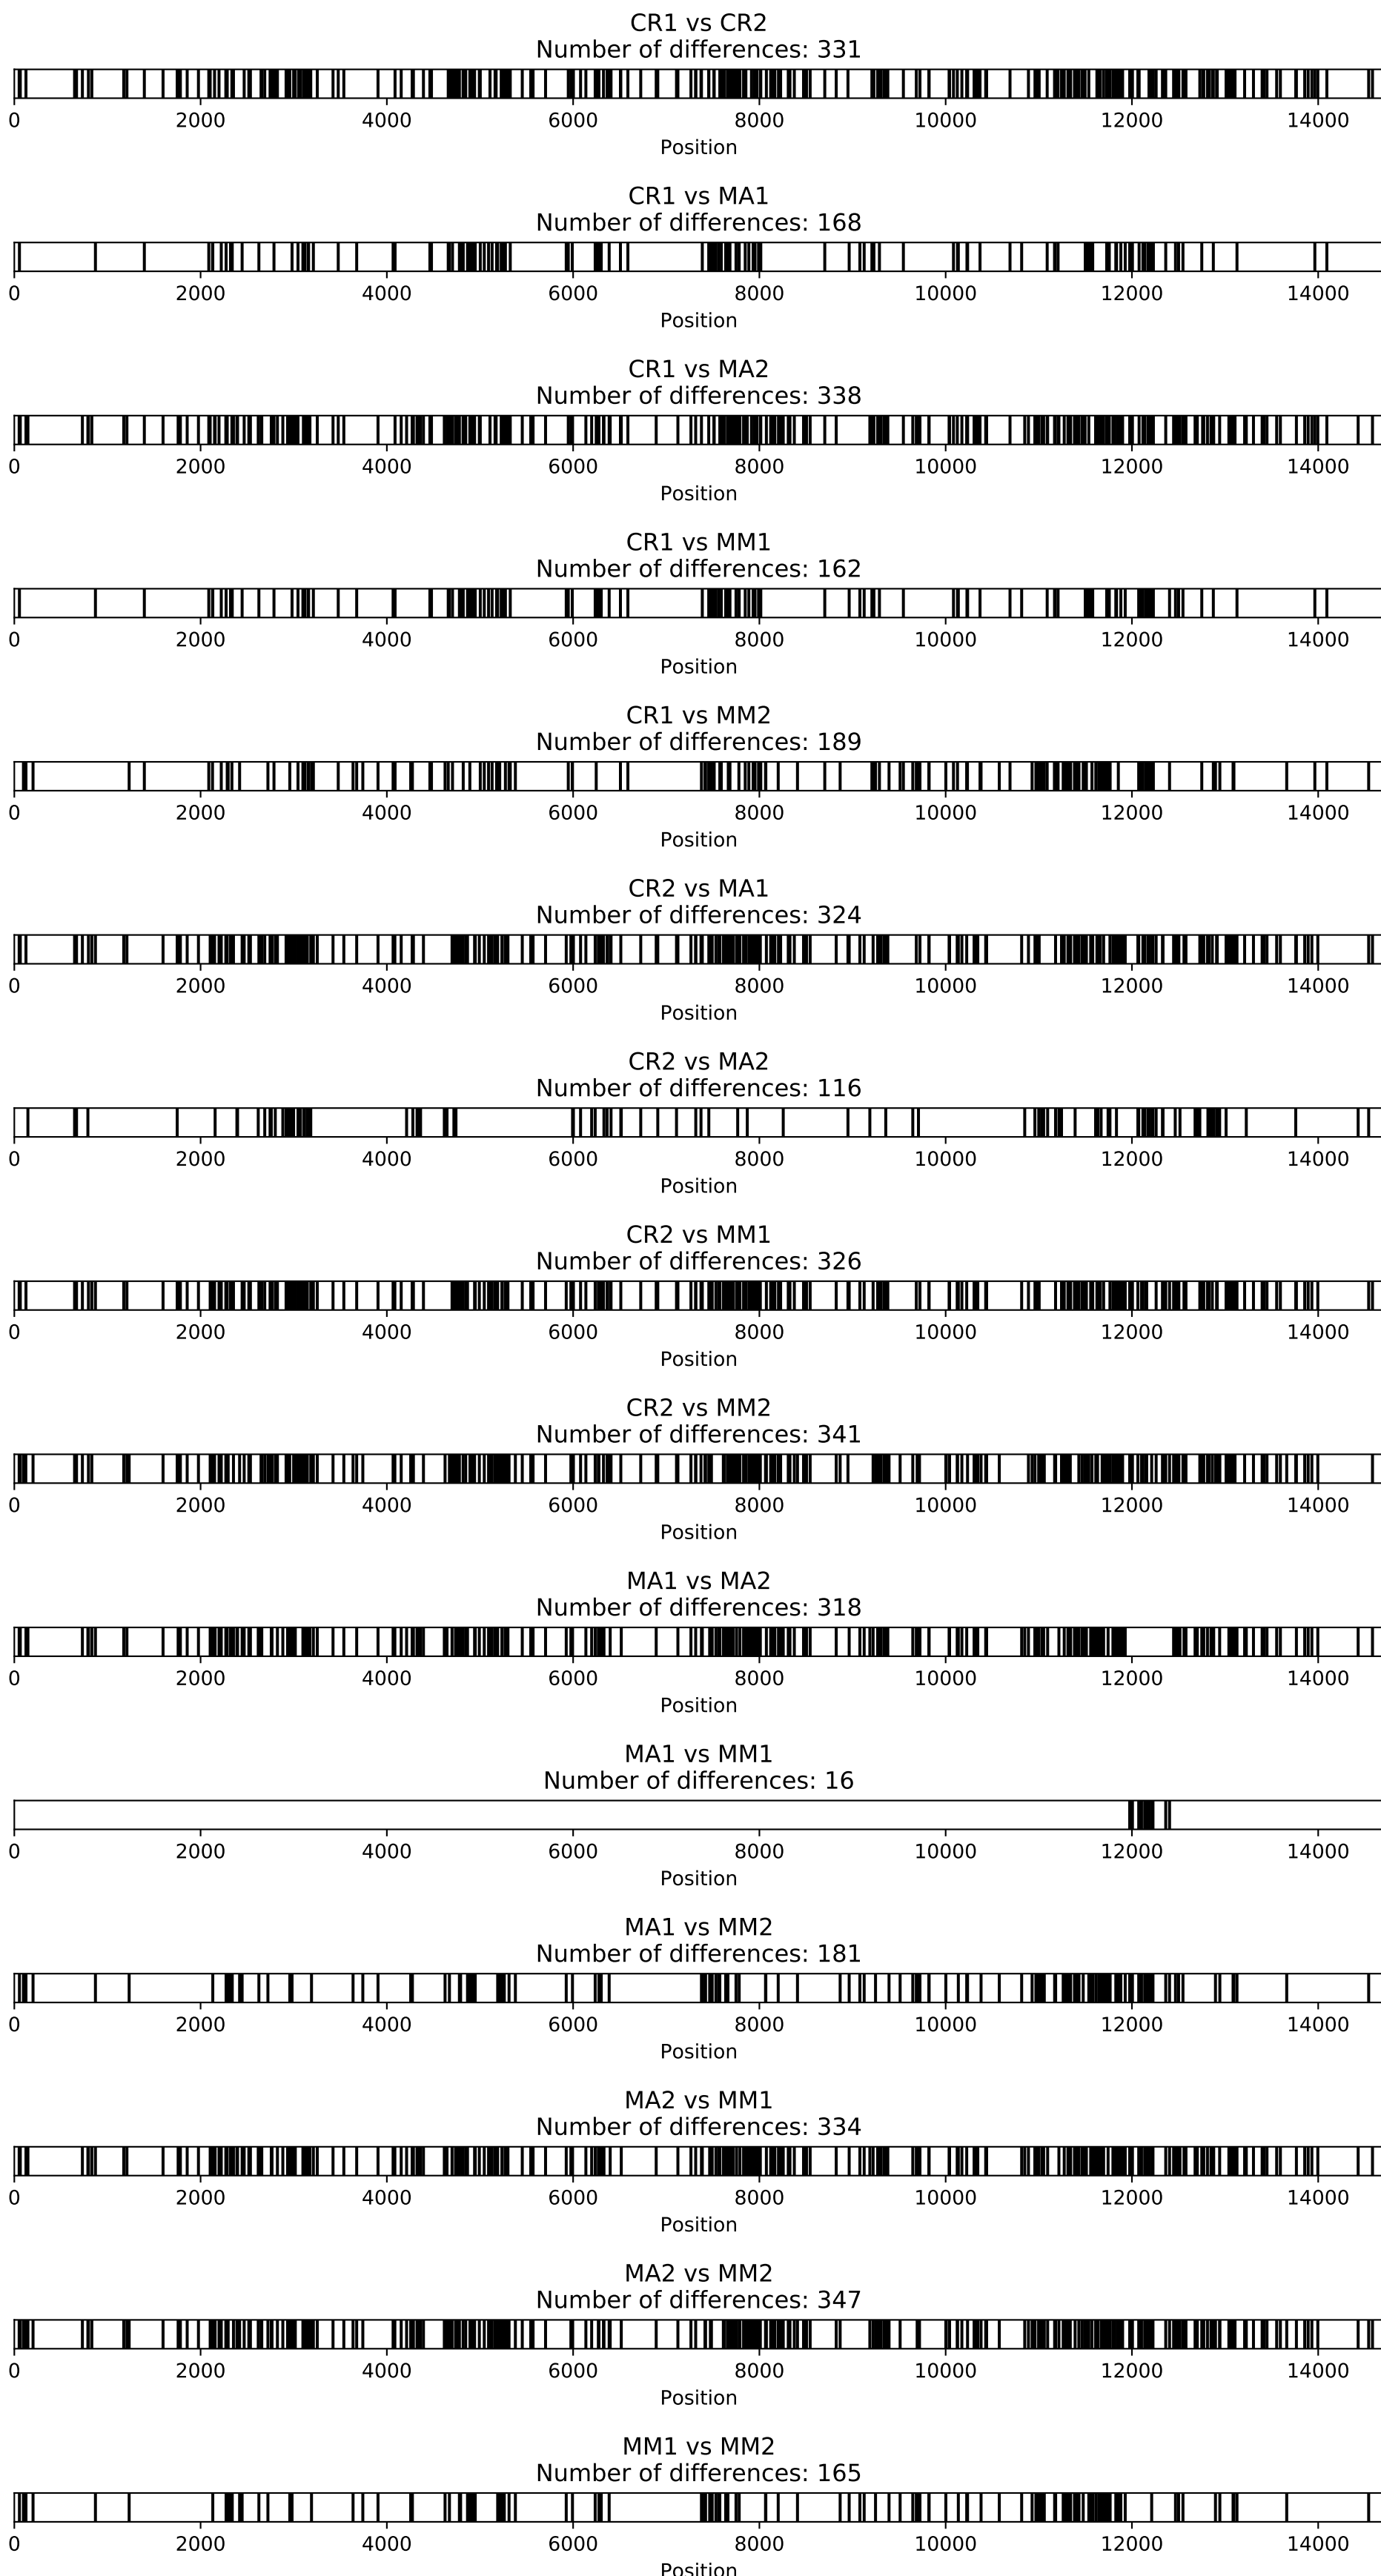 CR1 vs CR2
Number of differences: 331
0 2000 4000 6000 8000 10000 12000 14000
Position
CR1 vs MA1
Number of differences: 168
0 2000 4000 6000 8000 10000 12000 14000
Position
CR1 vs MA2
Number of differences: 338
0 2000 4000 6000 8000 10000 12000 14000
Position
CR1 vs MM1
Number of differences: 162
0 2000 4000 6000 8000 10000 12000 14000
Position
CR1 vs MM2
Number of differences: 189
0 2000 4000 6000 8000 10000 12000 14000
Position
CR2 vs MA1
Number of differences: 324
0 2000 4000 6000 8000 10000 12000 14000
Position
CR2 vs MA2
Number of differences: 116
0 2000 4000 6000 8000 10000 12000 14000
Position
CR2 vs MM1
Number of differences: 326
0 2000 4000 6000 8000 10000 12000 14000
Position
CR2 vs MM2
Number of differences: 341
0 2000 4000 6000 8000 10000 12000 14000
Position
MA1 vs MA2
Number of differences: 318
0 2000 4000 6000 8000 10000 12000 14000
Position
MA1 vs MM1
Number of differences: 16
0 2000 4000 6000 8000 10000 12000 14000
Position
MA1 vs MM2
Number of differences: 181
0 2000 4000 6000 8000 10000 12000 14000
Position
MA2 vs MM1
Number of differences: 334
0 2000 4000 6000 8000 10000 12000 14000
Position
MA2 vs MM2
Number of differences: 347
0 2000 4000 6000 8000 10000 12000 14000
Position
MM1 vs MM2
Number of differences: 165
0 2000 4000 6000 8000 10000 12000 14000
Position